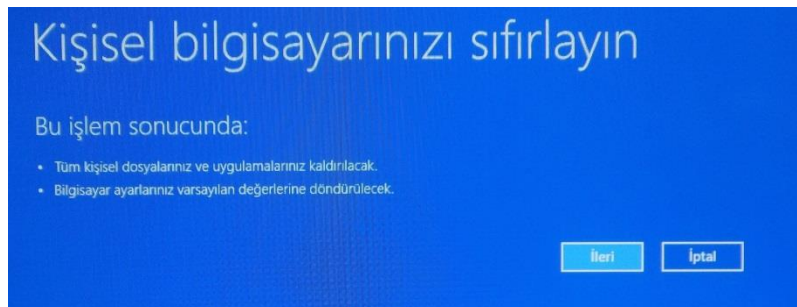 Kişisel bilgisayarınızı sıfırlayın
Bu işlem sonucunda:
• Tüm kişisel dosyalarınız ve uygulamalarınız kaldırılacak.
• Bilgisayar ayarlarınız varsayılan değerlerine döndürülecek.
İleri İptal